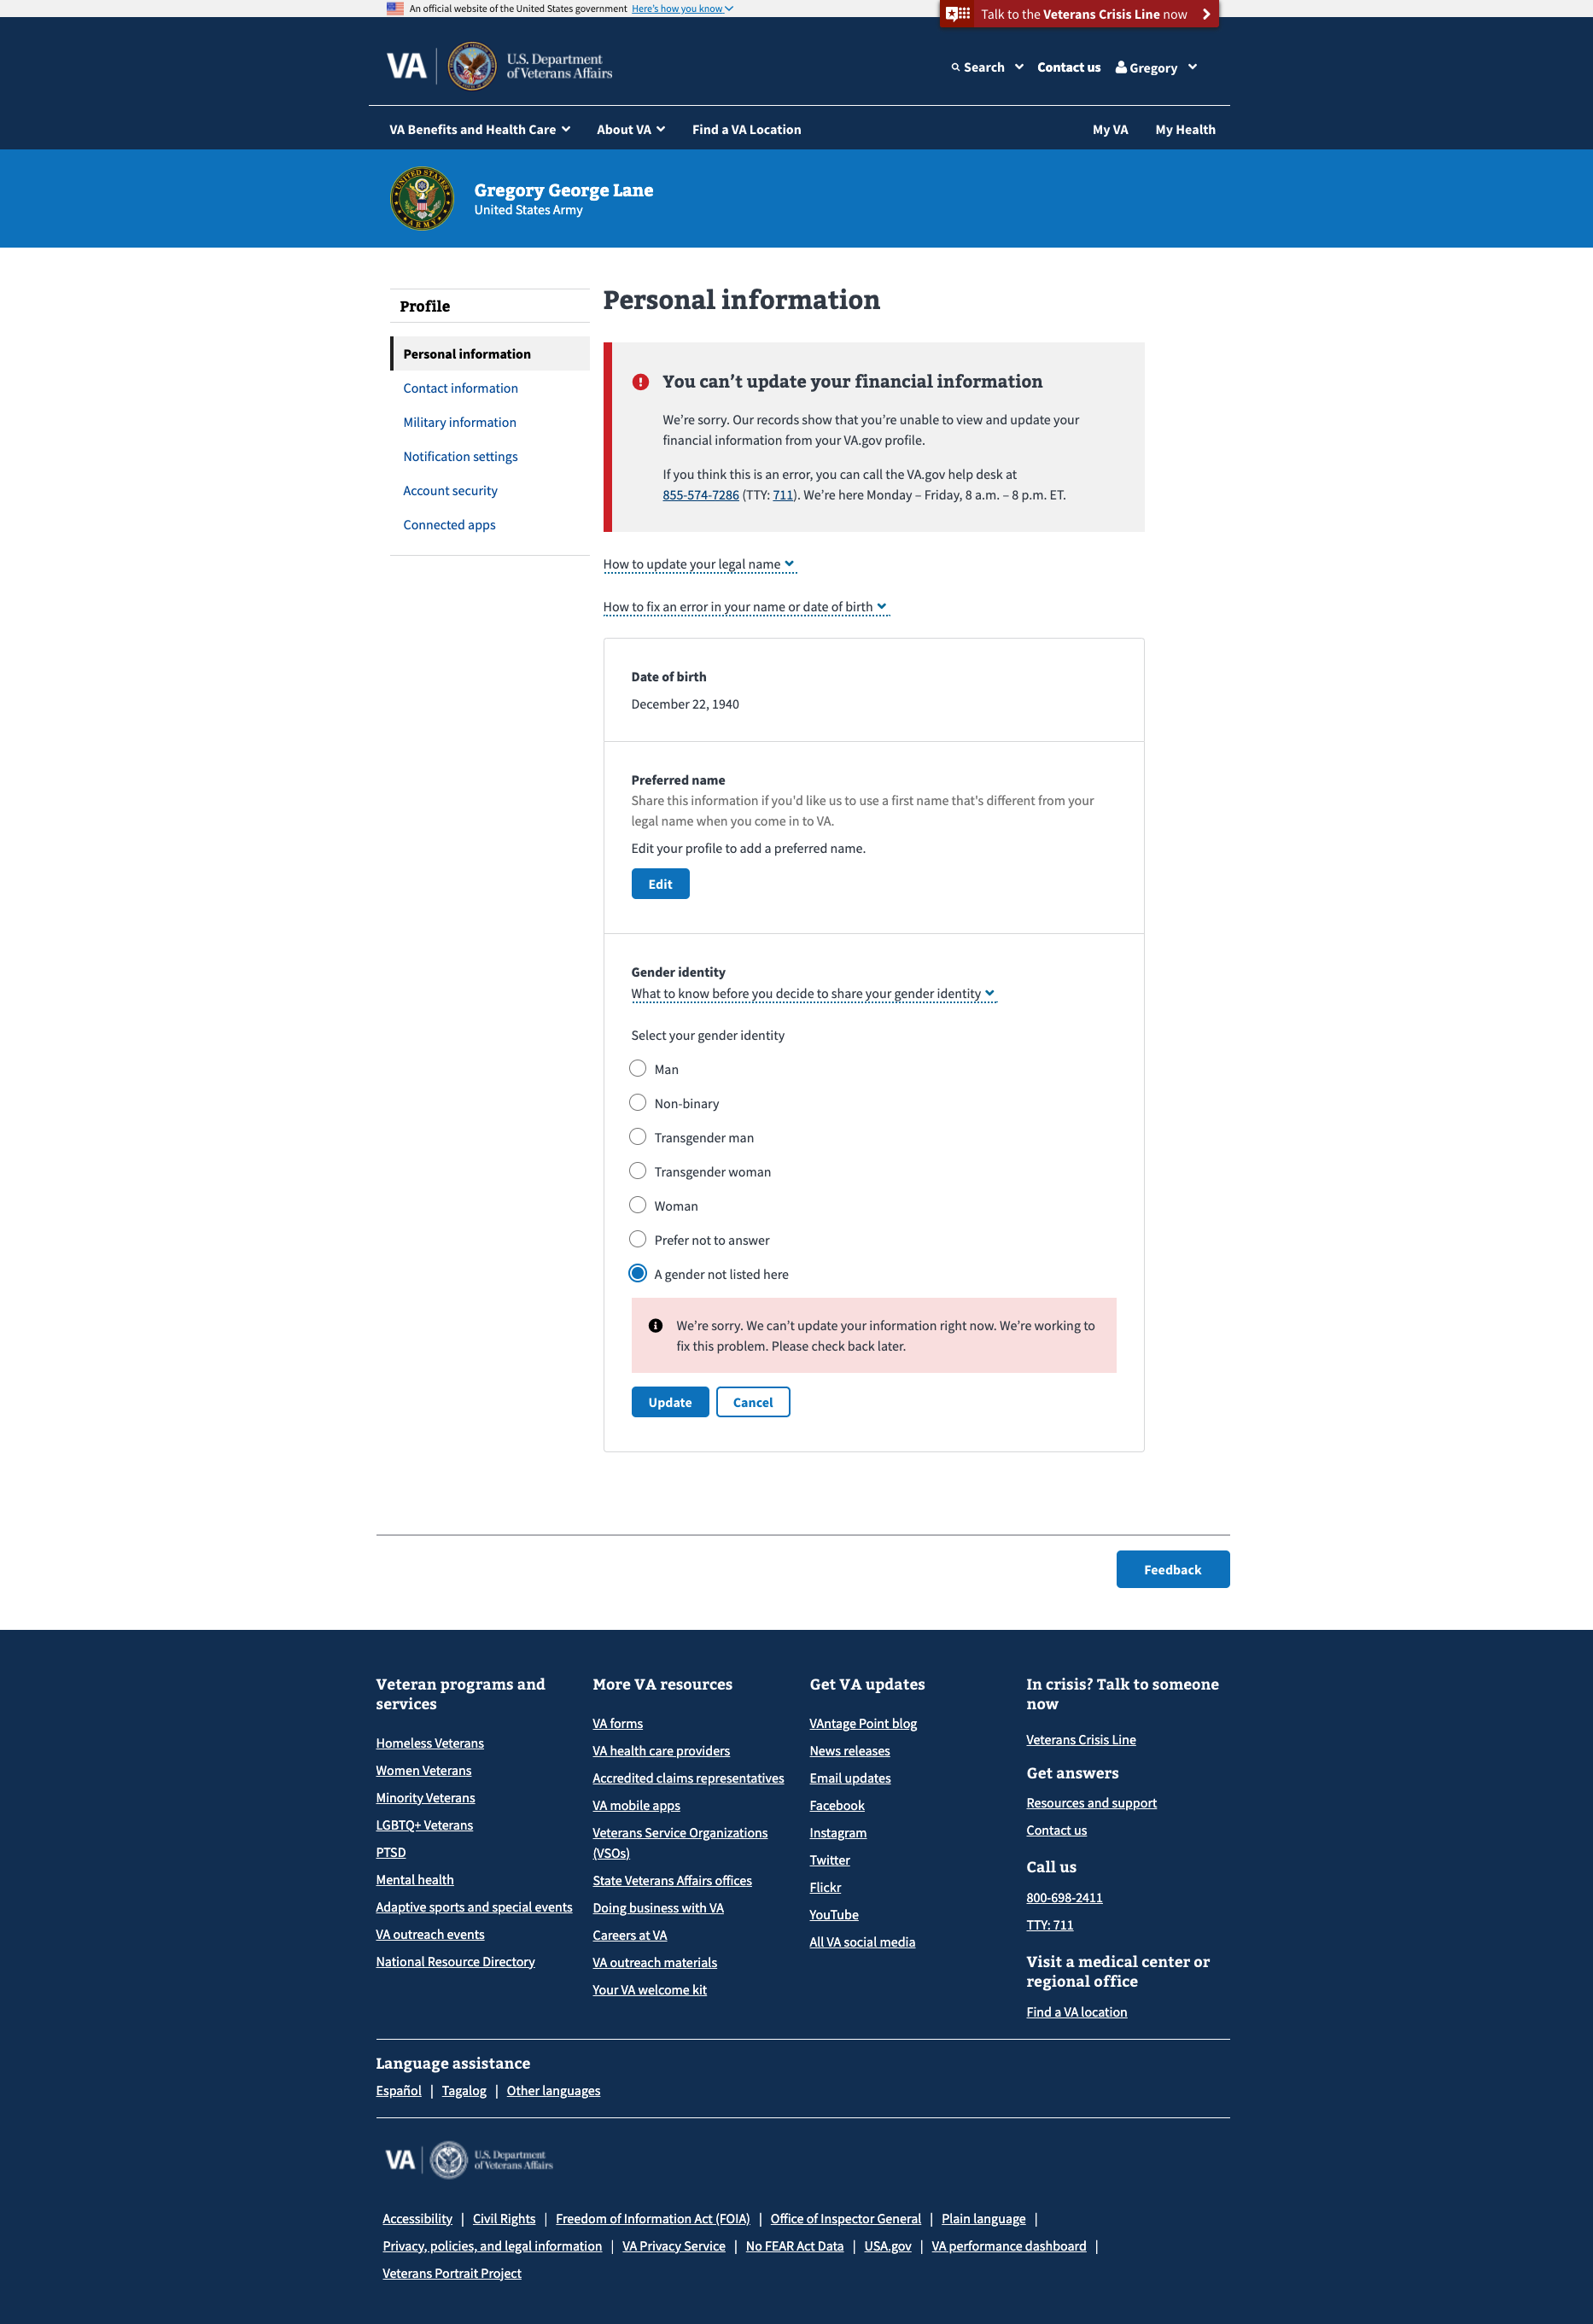 An official website of the United States government Here's how you know
Talk to the Veterans Crisis Line now
VA U.S. Department
of Veterans Affairs
Search Contact us Gregory
VA Benefits and Health Care About VA Find a VA Location My VA My Health
UNITED STATES ARMY
Gregory George Lane
United States Army
Profile
Personal information
Contact information
Military information
Notification settings
Account security
Connected apps
Personal information
You can't update your financial information
We're sorry. Our records show that you're unable to view and update your
financial information from your VA.gov profile.
If you think this is an error, you can call the VA.gov help desk at
855-574-7286 (TTY: 711). We're here Monday – Friday, 8 a.m. – 8 p.m. ET.
How to update your legal name
How to fix an error in your name or date of birth
Date of birth
December 22, 1940
Preferred name
Share this information if you'd like us to use a first name that's different from your
legal name when you come in to VA.
Edit your profile to add a preferred name.
Edit
Gender identity
What to know before you decide to share your gender identity
Select your gender identity
Man
Non-binary
Transgender man
Transgender woman
Woman
Prefer not to answer
A gender not listed here
We're sorry. We can't update your information right now. We're working to
fix this problem. Please check back later.
Update Cancel
Feedback
Veteran programs and
services
Homeless Veterans
Women Veterans
Minority Veterans
LGBTQ+ Veterans
PTSD
Mental health
Adaptive sports and special events
VA outreach events
National Resource Directory
More VA resources
VA forms
VA health care providers
Accredited claims representatives
VA mobile apps
Veterans Service Organizations
(VSOs)
State Veterans Affairs offices
Doing business with VA
Careers at VA
VA outreach materials
Your VA welcome kit
Get VA updates
VAntage Point blog
News releases
Email updates
Facebook
Instagram
Twitter
Flickr
YouTube
All VA social media
In crisis? Talk to someone
now
Veterans Crisis Line
Get answers
Resources and support
Contact us
Call us
800-698-2411
TTY: 711
Visit a medical center or
regional office
Find a VA location
Language assistance
Español | Tagalog | Other languages
VA U.S. Department
of Veterans Affairs
Accessibility | Civil Rights | Freedom of Information Act (FOIA) | Office of Inspector General | Plain language |
Privacy, policies, and legal information | VA Privacy Service | No FEAR Act Data | USA.gov | VA performance dashboard |
Veterans Portrait Project